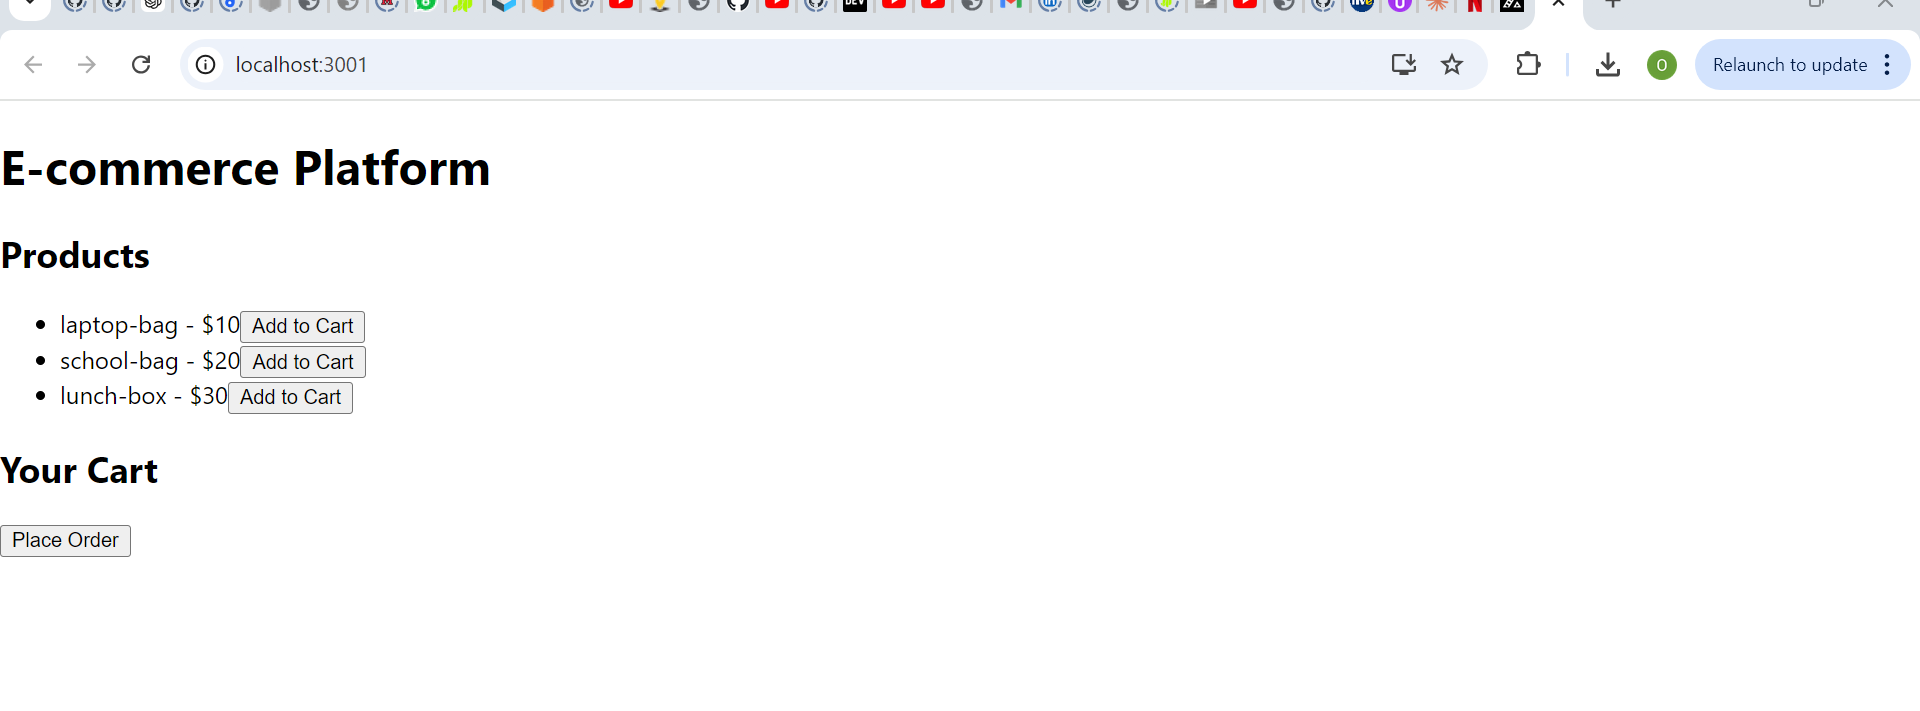 localhost:3001
Relaunch to update
E-commerce Platform
Products
laptop-bag - $10 Add to Cart
school-bag - $20 Add to Cart
lunch-box - $30 Add to Cart
Your Cart
Place Order